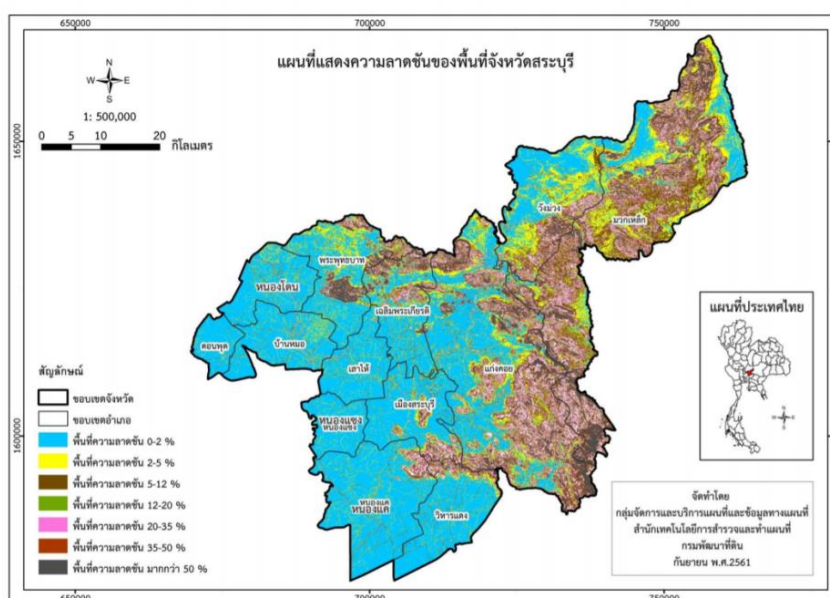 650000
700000
750000
แผนที่แสดงความลาดชันของพื้นที่จังหวัดสระบุรี
N
W E
S
1: 500,000
0 5 10 20 กิโลเมตร
1650000
1650000
วังม่วง
มวกเหล็ก
พระพุทธบาท
หนองโดน
เฉลิมพระเกียรติ
ดอนพุด
บ้านหมอ
เสาไห้
แก่งคอย
เมืองสระบุรี
หนองแซง
หนองแซง
1600000
1600000
หนองแค
หนองแค
วิหารแดง
แผนที่ประเทศไทย
สัญลักษณ์
ขอบเขตจังหวัด
ขอบเขตอำเภอ
พื้นที่ความลาดชัน 0-2 %
พื้นที่ความลาดชัน 2-5 %
พื้นที่ความลาดชัน 5-12 %
พื้นที่ความลาดชัน 12-20 %
พื้นที่ความลาดชัน 20-35 %
พื้นที่ความลาดชัน 35-50 %
พื้นที่ความลาดชัน มากกว่า 50 %
จัดทำโดย
กลุ่มจัดการและบริการแผนที่และข้อมูลทางแผนที่
สำนักเทคโนโลยีการสำรวจและทำแผนที่
กรมพัฒนาที่ดิน
กันยายน พ.ศ.2561
650000
700000
750000